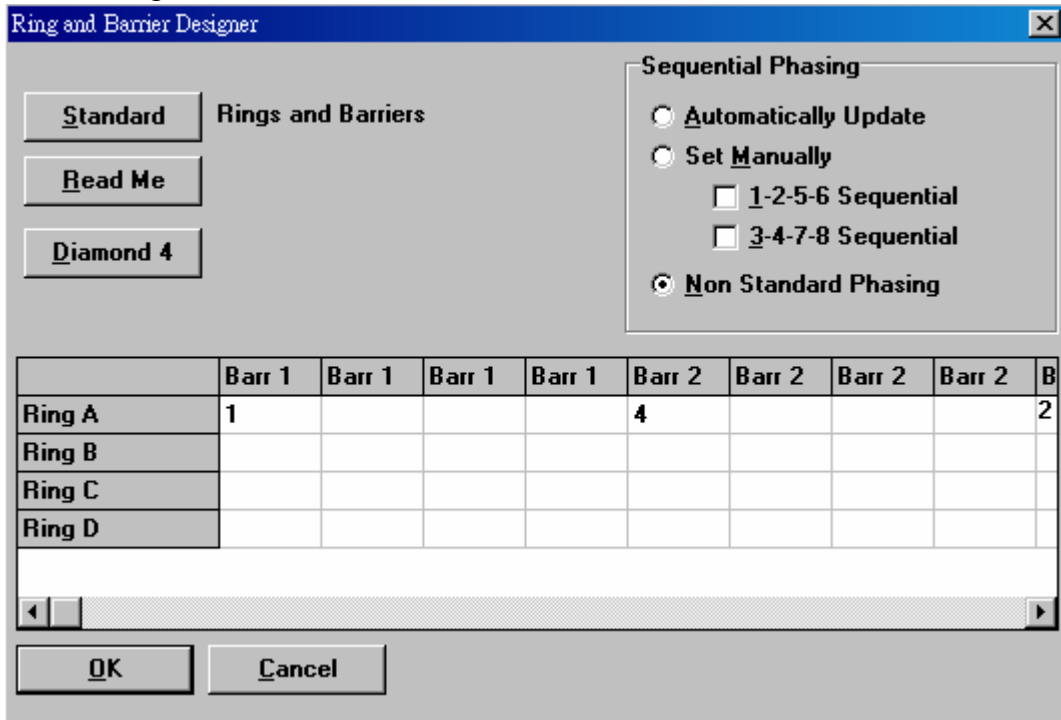 Ring and Barrier Designer
Standard Rings and Barriers
Read Me
Diamond 4
Sequential Phasing
Automatically Update
Set Manually
1-2-5-6 Sequential
3-4-7-8 Sequential
Non Standard Phasing
Barr 1 Barr 1 Barr 1 Barr 1 Barr 2 Barr 2 Barr 2 Barr 2 B
Ring A 1 4 2
Ring B
Ring C
Ring D
OK Cancel